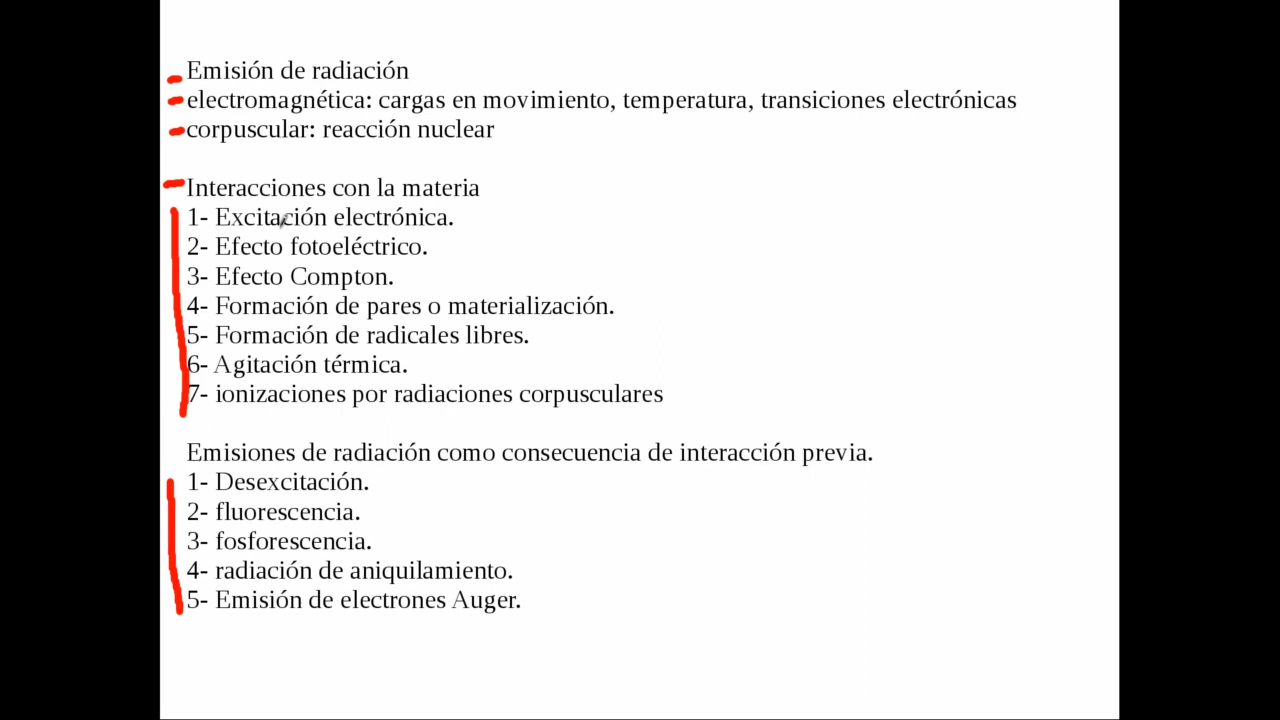 Emisión de radiación
electromagnética: cargas en movimiento, temperatura, transiciones electrónicas
corpuscular: reacción nuclear
Interacciones con la materia
1- Excitación electrónica.
2- Efecto fotoeléctrico.
3- Efecto Compton.
4- Formación de pares o materialización.
5- Formación de radicales libres.
6- Agitación térmica.
7- ionizaciones por radiaciones corpusculares
Emisiones de radiación como consecuencia de interacción previa.
1- Desexcitación.
2- fluorescencia.
3- fosforescencia.
4- radiación de aniquilamiento.
5- Emisión de electrones Auger.